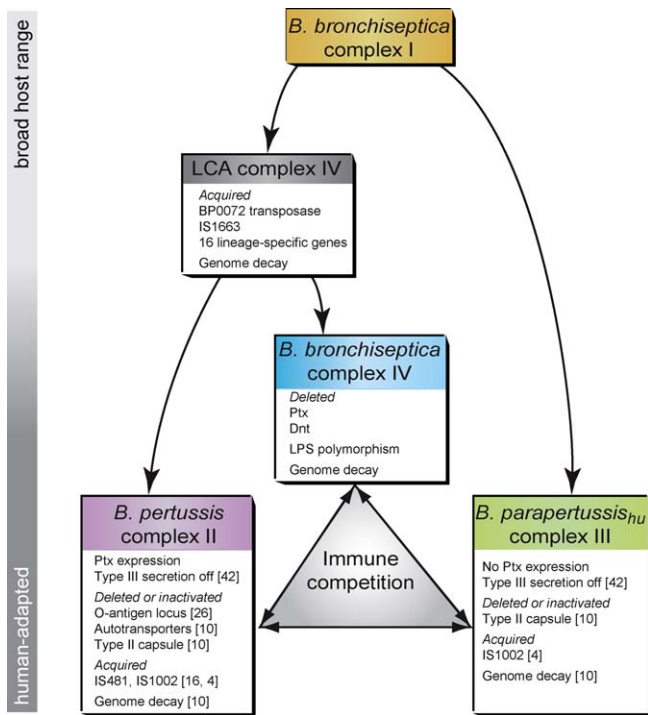 broad host range
human-adapted
B. bronchiseptica
complex I
LCA complex IV
Acquired
BP0072 transposase
IS1663
16 lineage-specific genes
Genome decay
B. bronchiseptica
complex IV
Deleted
Ptx
Dnt
LPS polymorphism
Genome decay
B. pertussis
complex II
Ptx expression
Type III secretion off [42]
Deleted or inactivated
O-antigen locus [26]
Autotransporters [10]
Type II capsule [10]
Acquired
IS481, IS1002 [16, 4]
Genome decay [10]
Immune
competition
B. parapertussishu
complex III
No Ptx expression
Type III secretion off [42]
Deleted or inactivated
Type II capsule [10]
Acquired
IS1002 [4]
Genome decay [10]